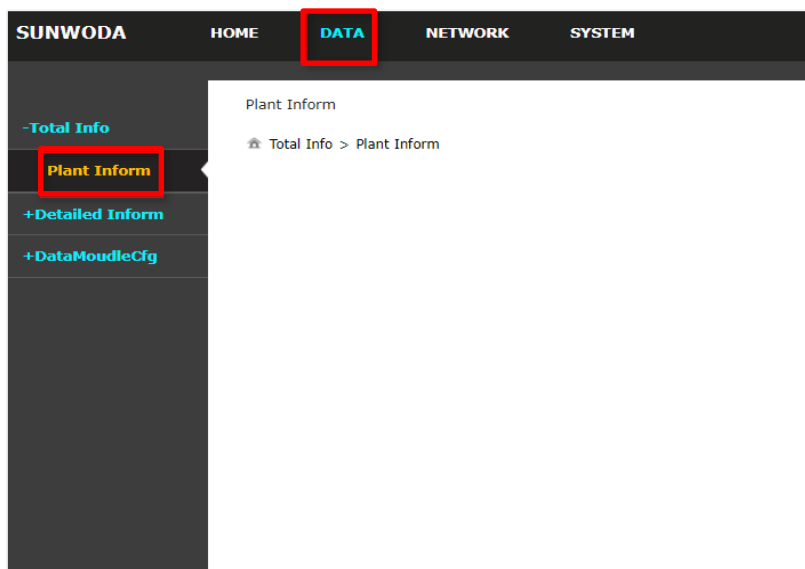 SUNWODA HOME DATA NETWORK SYSTEM
Plant Inform
-Total Info
Total Info > Plant Inform
Plant Inform
+Detailed Inform
+DataMoudleCfg